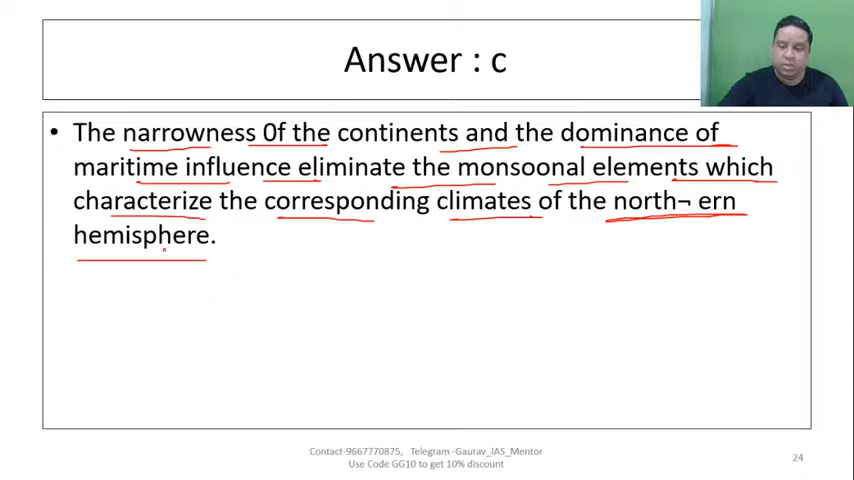 Answer : c
• The narrowness 0f the continents and the dominance of
maritime influence eliminate the monsoonal elements which
characterize the corresponding climates of the north¬ ern
hemisphere.
Contact-9667770875, Telegram -Gaurav_IAS_Mentor
Use Code GG10 to get 10% discount
24